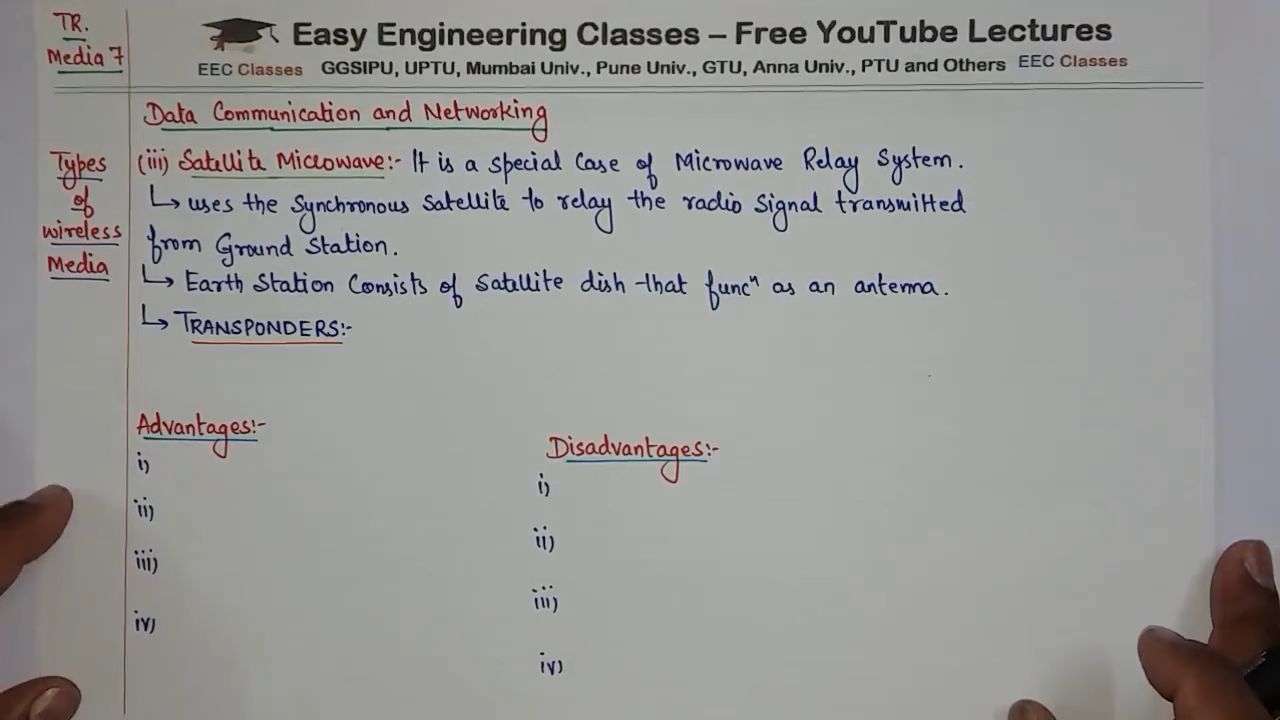 TR.
Media 7
Easy Engineering Classes – Free YouTube Lectures
EEC Classes GGSIPU, UPTU, Mumbai Univ., Pune Univ., GTU, Anna Univ., PTU and Others EEC Classes
Data Communication and Networking
Types
of
wireless
Media
(iii) Satellite Microwave:- It is a special case of Microwave Relay System.
↳ uses the Synchronous Satellite to relay the radio Signal transmitted
from Ground Station.
↳ Earth Station Consists of Satellite dish that funcⁿ as an antenna.
↳ TRANSPONDERS:-
Advantages:-
i)
ii)
iii)
iv)
Disadvantages:-
i)
ii)
iii)
iv)